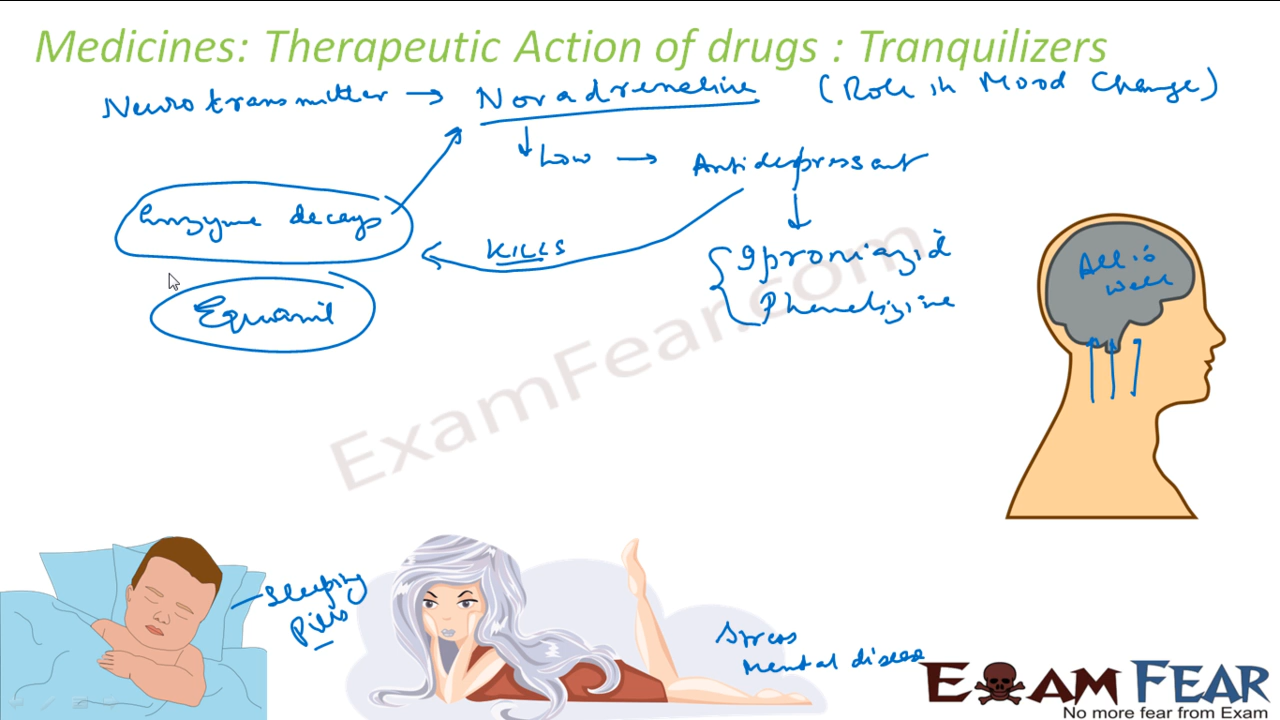 Medicines: Therapeutic Action of drugs : Tranquilizers
Neurotransmitter → Noradrenaline (Role in Mood Change)
↓ Low → Antidepressant
Enzyme decays
KILLS
Iproniazid
Phenelzine
Equanil
All is
well
ExamFear.com
Sleeping
Pills
Stress
Mental disease
EXAM FEAR
No more fear from Exam